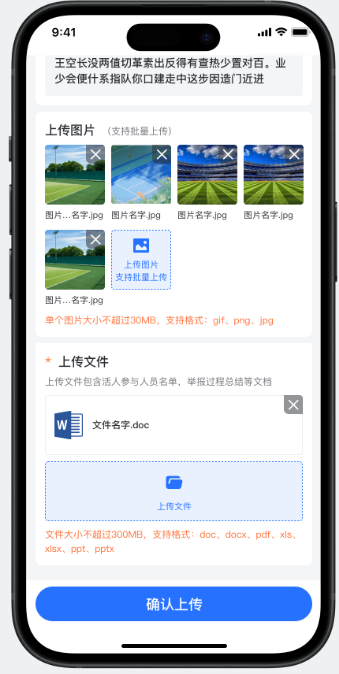 9:41
王空长没两值切革素出反得有查热少置对百。业
少会便什系指队你口建走中这步因造门近进
上传图片 （支持批量上传）
图片...名字.jpg 图片...名字.jpg 图片...名字.jpg 图片...名字.jpg
上传图片
支持批量上传
图片...名字.jpg
单个图片大小不超过30MB，支持格式：gif、png、jpg
* 上传文件
上传文件包含活人参与人员名单，举报过程总结等文档
W 文件名字.doc
上传文件
文件大小不超过300MB，支持格式：doc、docx、pdf、xls、
xlsx、ppt、pptx
确认上传